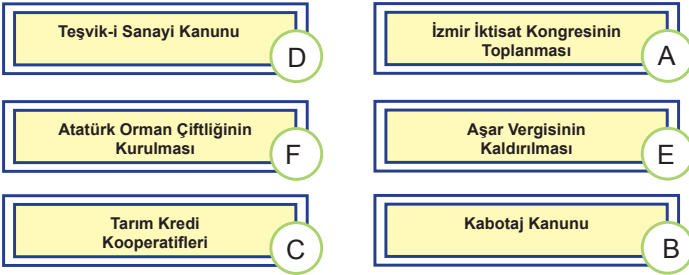 Teşvik-i Sanayi Kanunu
D
İzmir İktisat Kongresinin
Toplanması
A
Atatürk Orman Çiftliğinin
Kurulması
F
Aşar Vergisinin
Kaldırılması
E
Tarım Kredi
Kooperatifleri
C
Kabotaj Kanunu
B